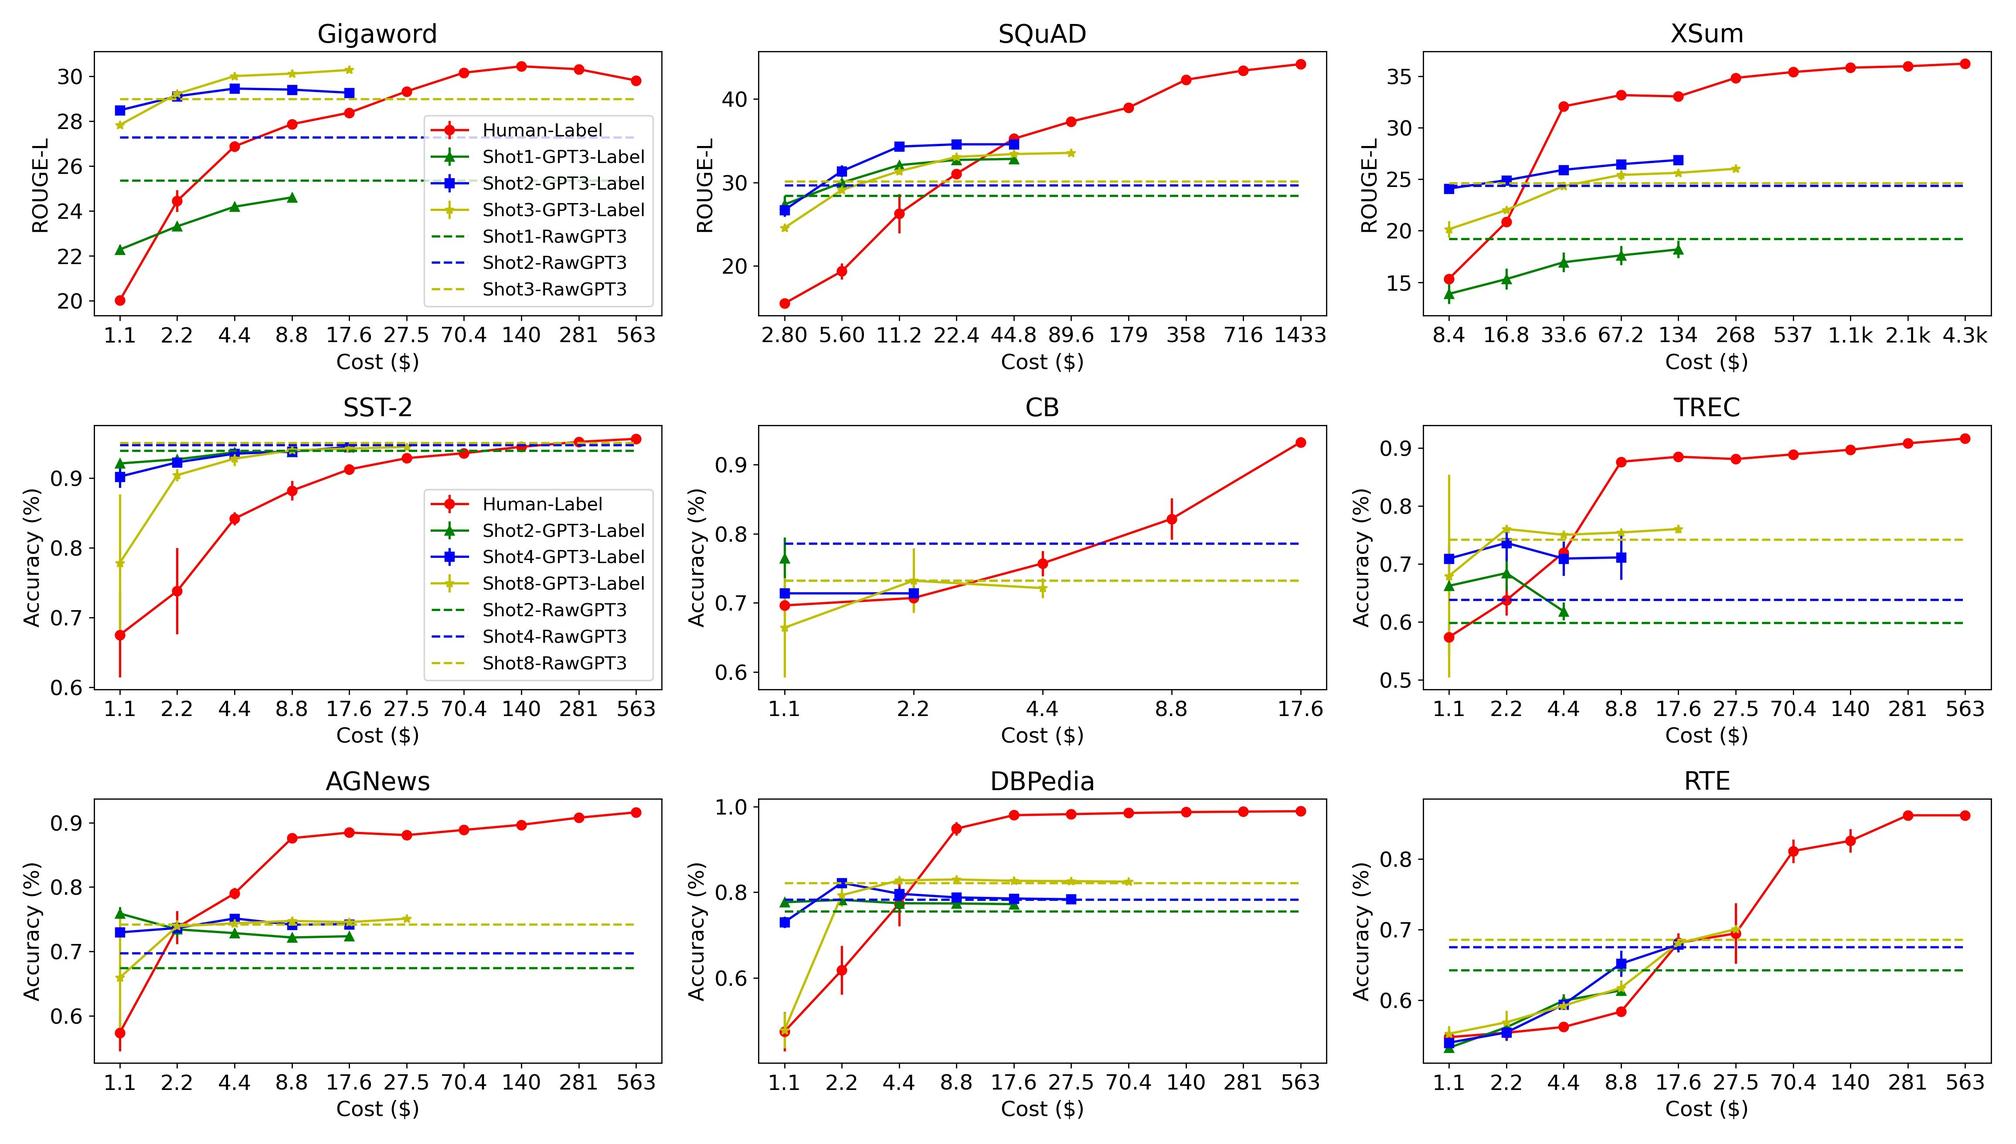 Gigaword
ROUGE-L
30
28
26
24
22
20
Human-Label
Shot1-GPT3-Label
Shot2-GPT3-Label
Shot3-GPT3-Label
Shot1-RawGPT3
Shot2-RawGPT3
Shot3-RawGPT3
1.1 2.2 4.4 8.8 17.6 27.5 70.4 140 281 563
Cost ($)
SQuAD
ROUGE-L
40
30
20
2.80 5.60 11.2 22.4 44.8 89.6 179 358 716 1433
Cost ($)
XSum
ROUGE-L
35
30
25
20
15
8.4 16.8 33.6 67.2 134 268 537 1.1k 2.1k 4.3k
Cost ($)
SST-2
Accuracy (%)
0.9
0.8
0.7
0.6
Human-Label
Shot2-GPT3-Label
Shot4-GPT3-Label
Shot8-GPT3-Label
Shot2-RawGPT3
Shot4-RawGPT3
Shot8-RawGPT3
1.1 2.2 4.4 8.8 17.6 27.5 70.4 140 281 563
Cost ($)
CB
Accuracy (%)
0.9
0.8
0.7
0.6
1.1 2.2 4.4 8.8 17.6
Cost ($)
TREC
Accuracy (%)
0.9
0.8
0.7
0.6
0.5
1.1 2.2 4.4 8.8 17.6 27.5 70.4 140 281 563
Cost ($)
AGNews
Accuracy (%)
0.9
0.8
0.7
0.6
1.1 2.2 4.4 8.8 17.6 27.5 70.4 140 281 563
Cost ($)
DBPedia
Accuracy (%)
1.0
0.8
0.6
1.1 2.2 4.4 8.8 17.6 27.5 70.4 140 281 563
Cost ($)
RTE
Accuracy (%)
0.8
0.7
0.6
1.1 2.2 4.4 8.8 17.6 27.5 70.4 140 281 563
Cost ($)